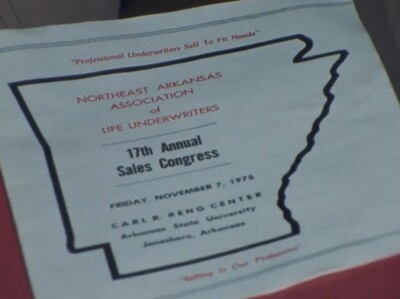 "Professional Underwriters Sell To Fit Needs"
NORTHEAST ARKANSAS
ASSOCIATION
of
LIFE UNDERWRITERS
17th Annual
Sales Congress
FRIDAY, NOVEMBER 7, 1975
CARL R. RENG CENTER
Arkansas State University
Jonesboro, Arkansas
"Selling Is Our Profession"